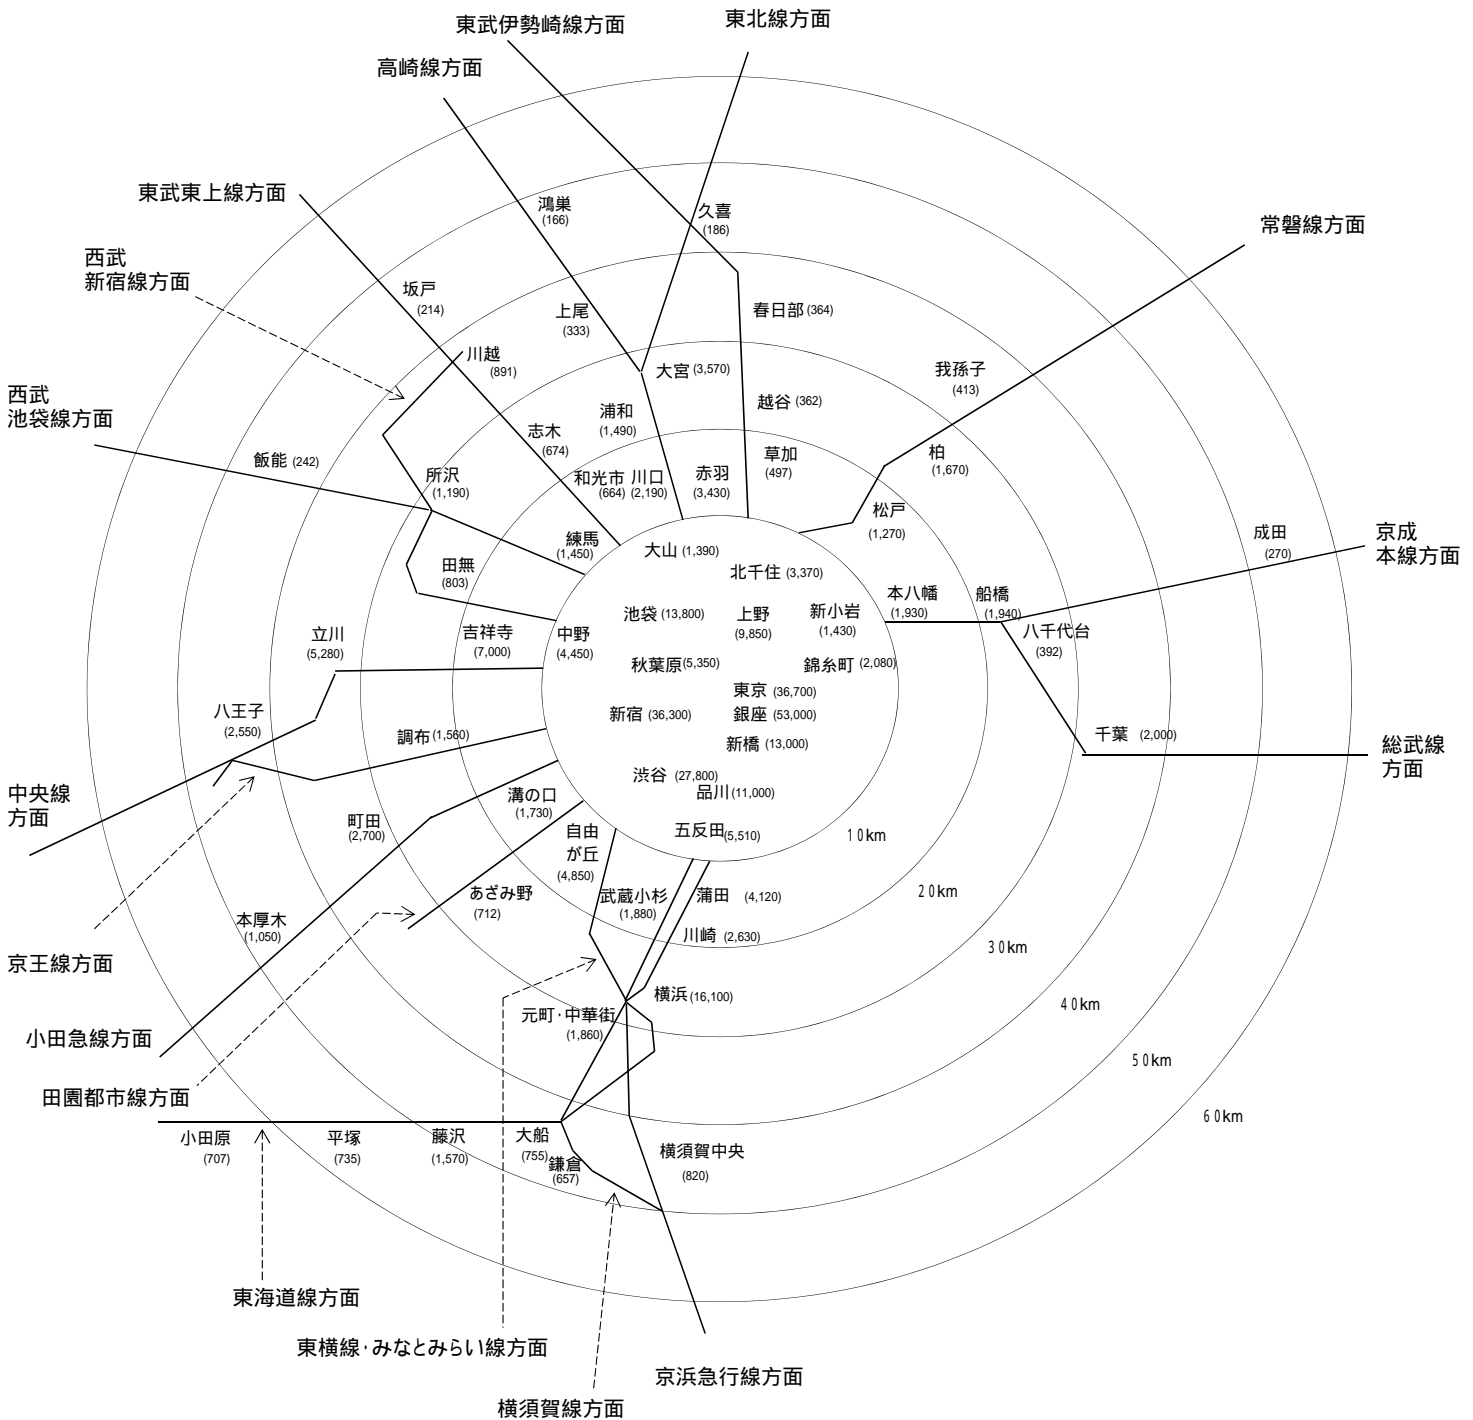 東武伊勢崎線方面
東北線方面
高崎線方面
東武東上線方面
鴻巣
(166)
久喜
(186)
常磐線方面
西武
新宿線方面
坂戸
(214)
上尾
(333)
春日部 (364)
川越
(891)
大宮 (3,570)
我孫子
(413)
西武
池袋線方面
浦和
(1,490)
越谷 (362)
志木
(674)
飯能 (242)
所沢
(1,190)
和光市
(664)
川口
(2,190)
赤羽
(3,430)
草加
(497)
柏
(1,670)
松戸
(1,270)
成田
(270)
京成
本線方面
練馬
(1,450)
大山 (1,390)
田無
(803)
北千住 (3,370)
池袋 (13,800)
上野
(9,850)
新小岩
(1,430)
本八幡
(1,930)
船橋
(1,940)
八千代台
(392)
立川
(5,280)
吉祥寺
(7,000)
中野
(4,450)
秋葉原(5,350)
錦糸町 (2,080)
東京 (36,700)
八王子
(2,550)
新宿 (36,300)
銀座 (53,000)
調布(1,560)
新橋 (13,000)
千葉 (2,000)
総武線
方面
中央線
方面
渋谷 (27,800)
品川(11,000)
町田
(2,700)
溝の口
(1,730)
自由
が丘
(4,850)
五反田(5,510)
10km
あざみ野
(712)
武蔵小杉
(1,880)
蒲田 (4,120)
20km
本厚木
(1,050)
川崎 (2,630)
30km
京王線方面
横浜(16,100)
40km
元町・中華街
(1,860)
小田急線方面
50km
田園都市線方面
60km
小田原
(707)
平塚
(735)
藤沢
(1,570)
大船
(755)
鎌倉
(657)
横須賀中央
(820)
東海道線方面
東横線・みなとみらい線方面
京浜急行線方面
横須賀線方面